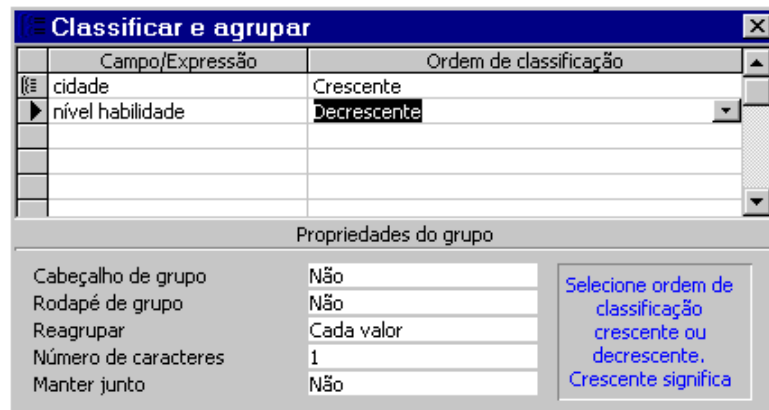 Classificar e agrupar
Campo/Expressão Ordem de classificação
cidade Crescente
nível habilidade Decrescente
Propriedades do grupo
Cabeçalho de grupo Não
Rodapé de grupo Não
Reagrupar Cada valor
Número de caracteres 1
Manter junto Não
Selecione ordem de
classificação
crescente ou
decrescente.
Crescente significa